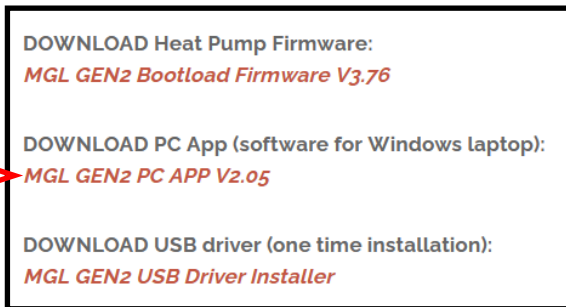 DOWNLOAD Heat Pump Firmware:
MGL GEN2 Bootload Firmware V3.76
DOWNLOAD PC App (software for Windows laptop):
MGL GEN2 PC APP V2.05
DOWNLOAD USB driver (one time installation):
MGL GEN2 USB Driver Installer